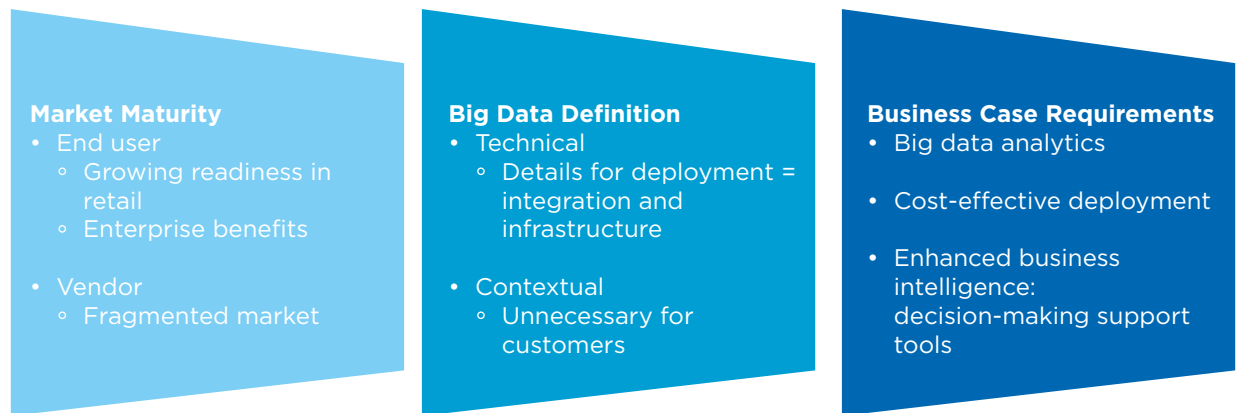 Market Maturity
• End user
◦ Growing readiness in
retail
◦ Enterprise benefits
• Vendor
◦ Fragmented market
Big Data Definition
• Technical
◦ Details for deployment =
integration and
infrastructure
• Contextual
◦ Unnecessary for
customers
Business Case Requirements
• Big data analytics
• Cost-effective deployment
• Enhanced business
intelligence:
decision-making support
tools